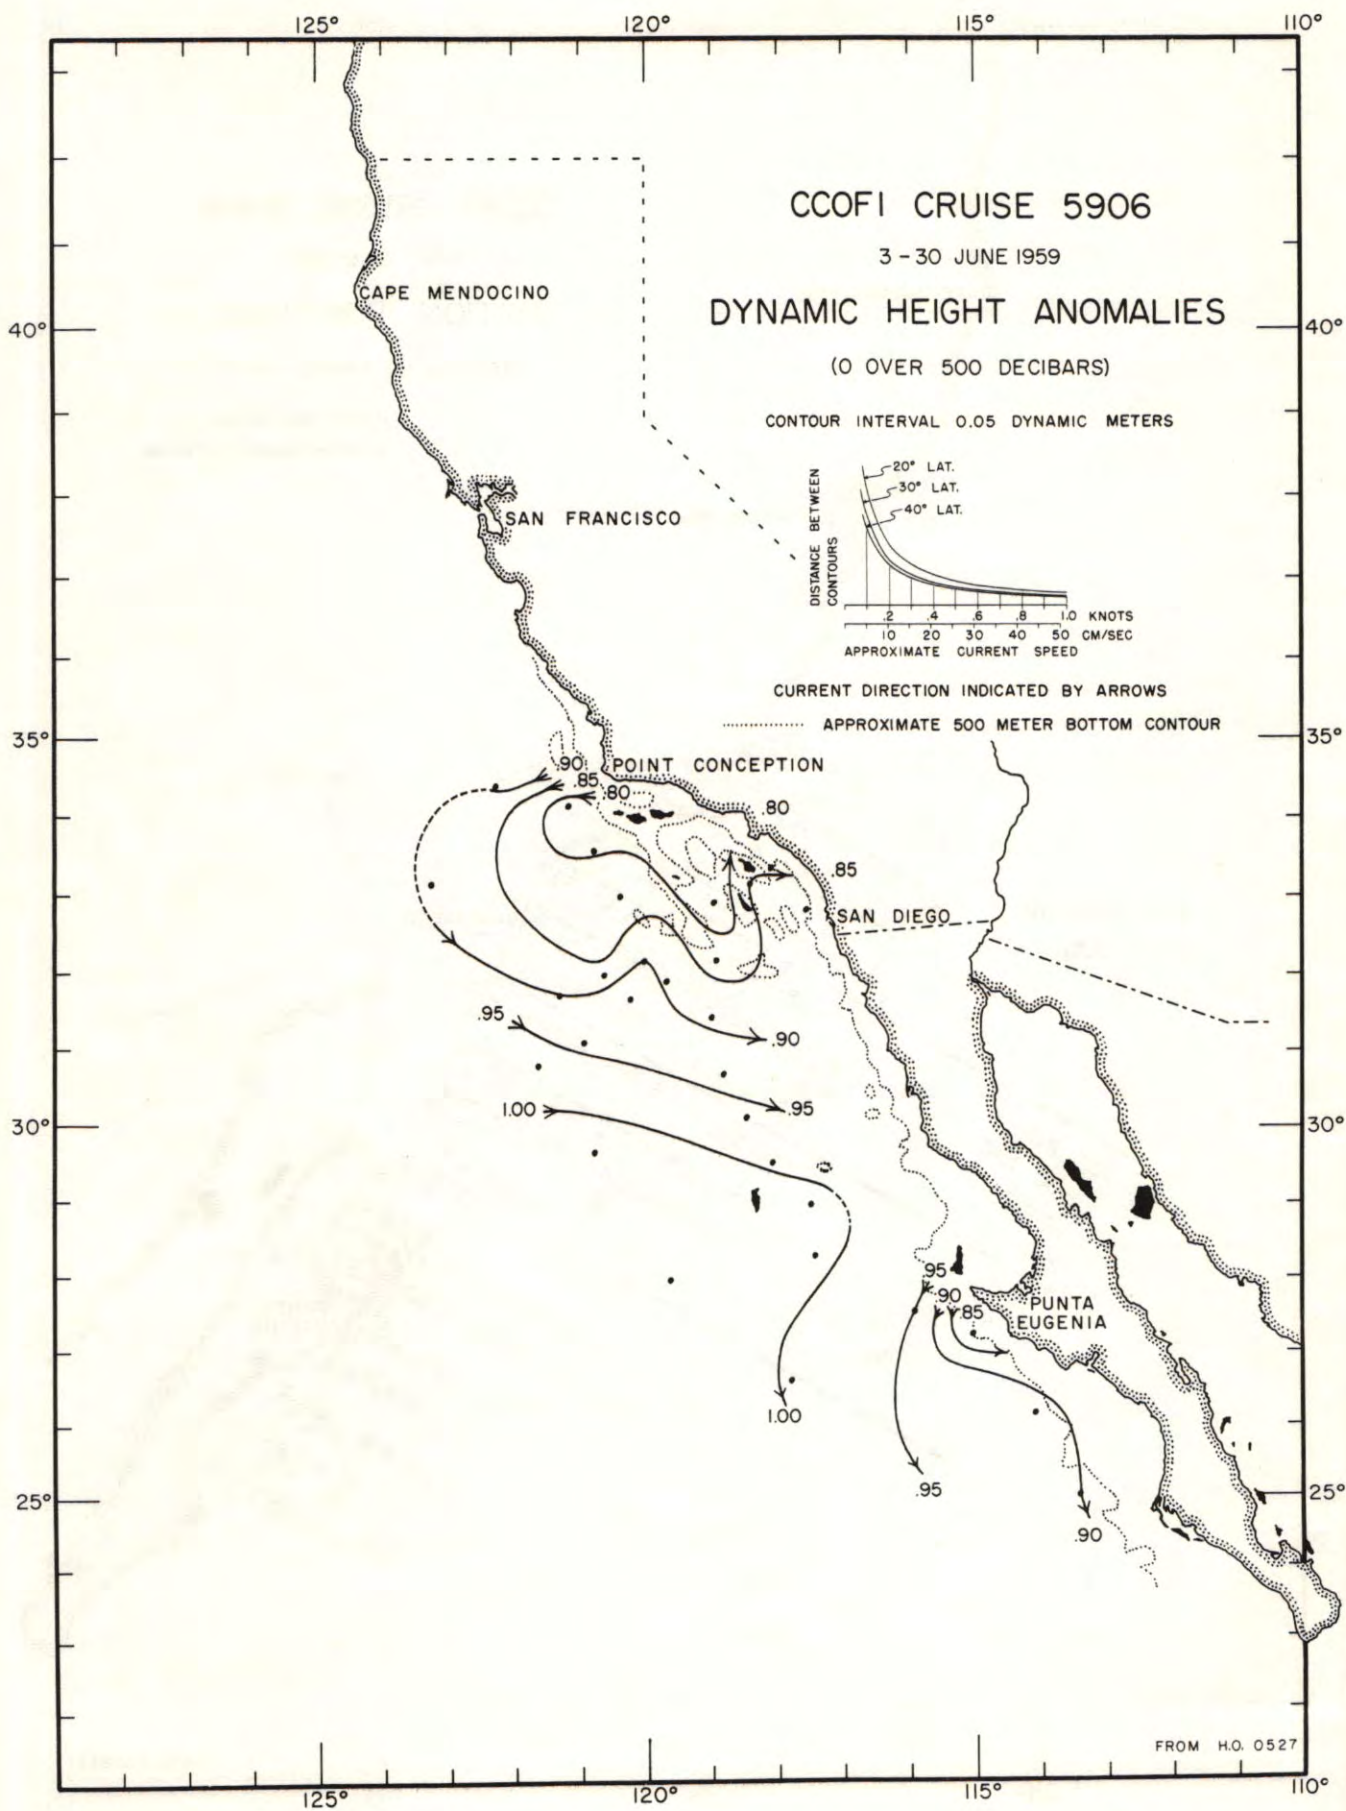 125° 120° 115° 110°
CCOFI CRUISE 5906
3-30 JUNE 1959
CAPE MENDOCINO
DYNAMIC HEIGHT ANOMALIES
40° 40°
(0 OVER 500 DECIBARS)
CONTOUR INTERVAL 0.05 DYNAMIC METERS
20° LAT.
30° LAT.
40° LAT.
DISTANCE BETWEEN
CONTOURS
SAN FRANCISCO
.2 .4 .6 .8 1.0 KNOTS
10 20 30 40 50 CM/SEC
APPROXIMATE CURRENT SPEED
CURRENT DIRECTION INDICATED BY ARROWS
APPROXIMATE 500 METER BOTTOM CONTOUR
35° 35°
.90 POINT CONCEPTION
.85
.80
.80
.85
SAN DIEGO
.95
.90
.95
1.00
30° 30°
.95
.90
.85
PUNTA
EUGENIA
1.00
.95
25° 25°
.90
FROM H.O. 0527
125° 120° 115° 110°